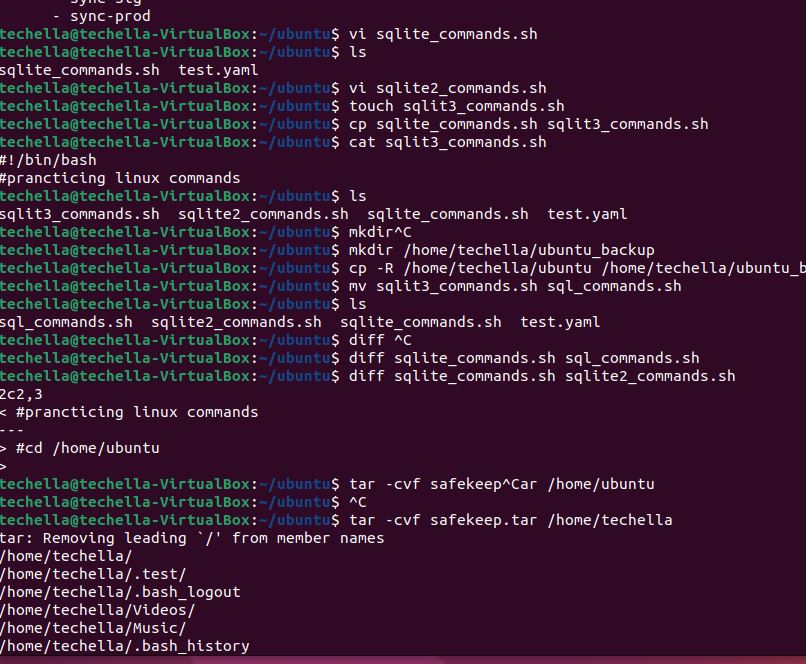 - sync-stg
- sync-prod
techella@techella-VirtualBox:~/ubuntu$ vi sqlite_commands.sh
techella@techella-VirtualBox:~/ubuntu$ ls
sqlite_commands.sh  test.yaml
techella@techella-VirtualBox:~/ubuntu$ vi sqlite2_commands.sh
techella@techella-VirtualBox:~/ubuntu$ touch sqlit3_commands.sh
techella@techella-VirtualBox:~/ubuntu$ cp sqlite_commands.sh sqlit3_commands.sh
techella@techella-VirtualBox:~/ubuntu$ cat sqlit3_commands.sh
#!/bin/bash
#prancticing linux commands
techella@techella-VirtualBox:~/ubuntu$ ls
sqlit3_commands.sh  sqlite2_commands.sh  sqlite_commands.sh  test.yaml
techella@techella-VirtualBox:~/ubuntu$ mkdir^C
techella@techella-VirtualBox:~/ubuntu$ mkdir /home/techella/ubuntu_backup
techella@techella-VirtualBox:~/ubuntu$ cp -R /home/techella/ubuntu /home/techella/ubuntu_b
techella@techella-VirtualBox:~/ubuntu$ mv sqlit3_commands.sh sql_commands.sh
techella@techella-VirtualBox:~/ubuntu$ ls
sql_commands.sh  sqlite2_commands.sh  sqlite_commands.sh  test.yaml
techella@techella-VirtualBox:~/ubuntu$ diff ^C
techella@techella-VirtualBox:~/ubuntu$ diff sqlite_commands.sh sql_commands.sh
techella@techella-VirtualBox:~/ubuntu$ diff sqlite_commands.sh sqlite2_commands.sh
2c2,3
< #prancticing linux commands
---
> #cd /home/ubuntu
>
techella@techella-VirtualBox:~/ubuntu$ tar -cvf safekeep^Car /home/ubuntu
techella@techella-VirtualBox:~/ubuntu$ ^C
techella@techella-VirtualBox:~/ubuntu$ tar -cvf safekeep.tar /home/techella
tar: Removing leading `/' from member names
/home/techella/
/home/techella/.test/
/home/techella/.bash_logout
/home/techella/Videos/
/home/techella/Music/
/home/techella/.bash_history